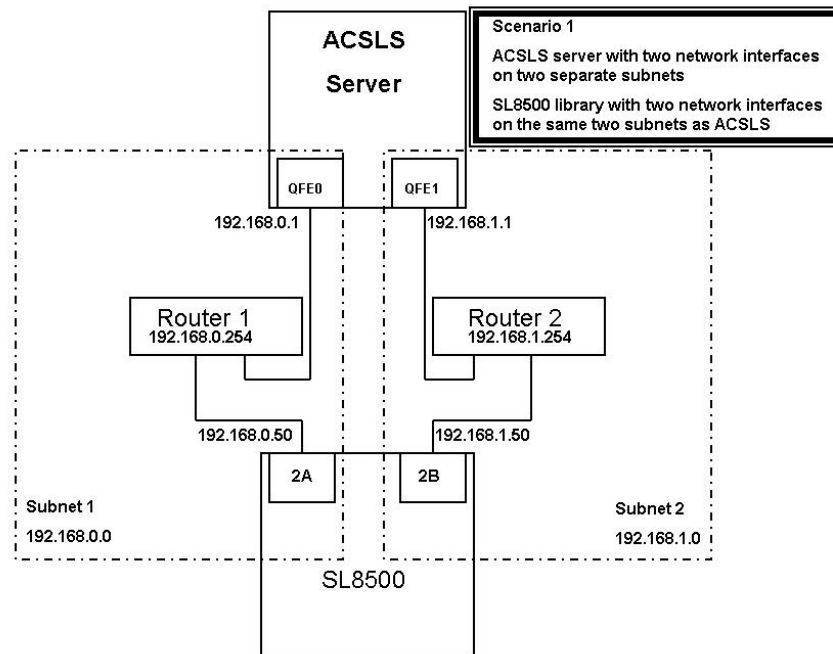 ACSLS
Server
Scenario 1
ACSLS server with two network interfaces
on two separate subnets
SL8500 library with two network interfaces
on the same two subnets as ACSLS
QFE0
QFE1
192.168.0.1
192.168.1.1
Router 1
192.168.0.254
Router 2
192.168.1.254
192.168.0.50
192.168.1.50
2A
2B
Subnet 1
192.168.0.0
Subnet 2
192.168.1.0
SL8500